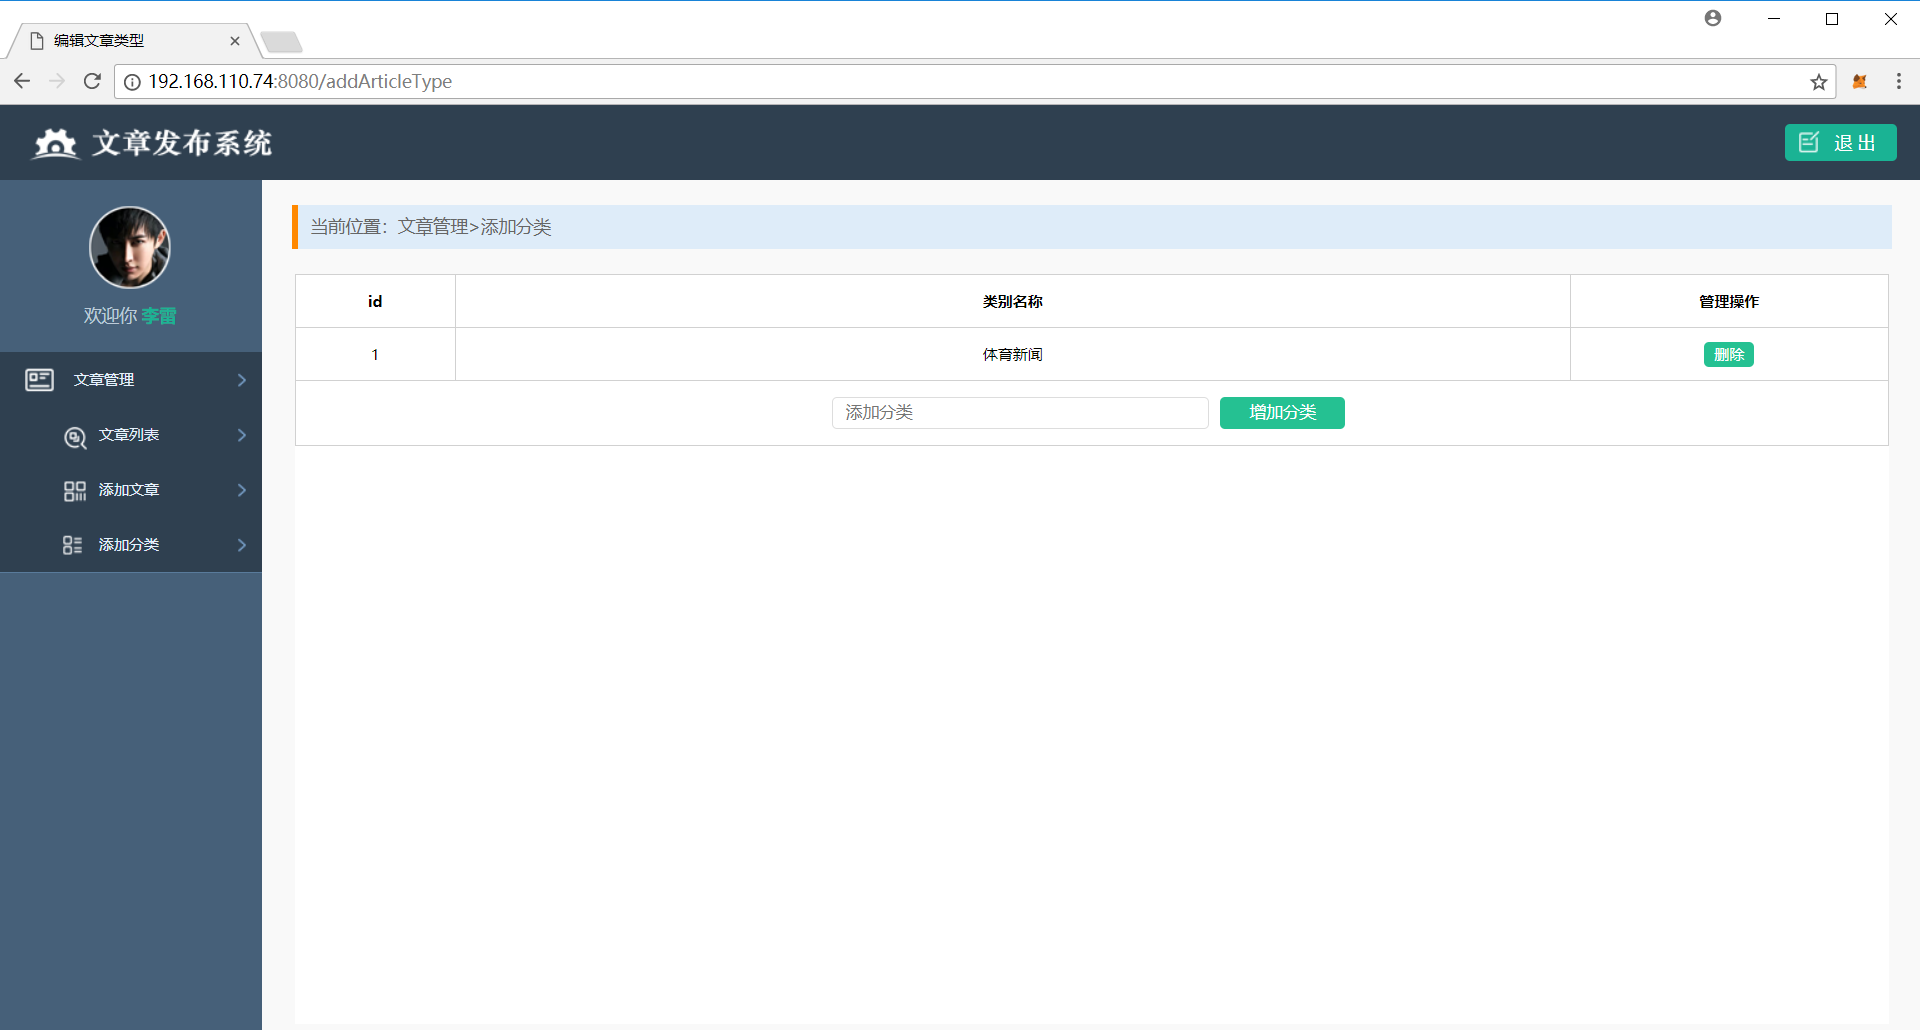 编辑文章类型
192.168.110.74:8080/addArticleType
文章发布系统
退 出
欢迎你 李雷
文章管理
文章列表
添加文章
添加分类
当前位置：文章管理>添加分类
id 类别名称 管理操作
1 体育新闻 删除
添加分类 增加分类